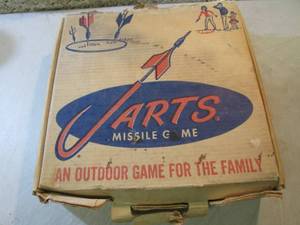 JARTS®
MISSILE GAME
AN OUTDOOR GAME FOR THE FAMILY